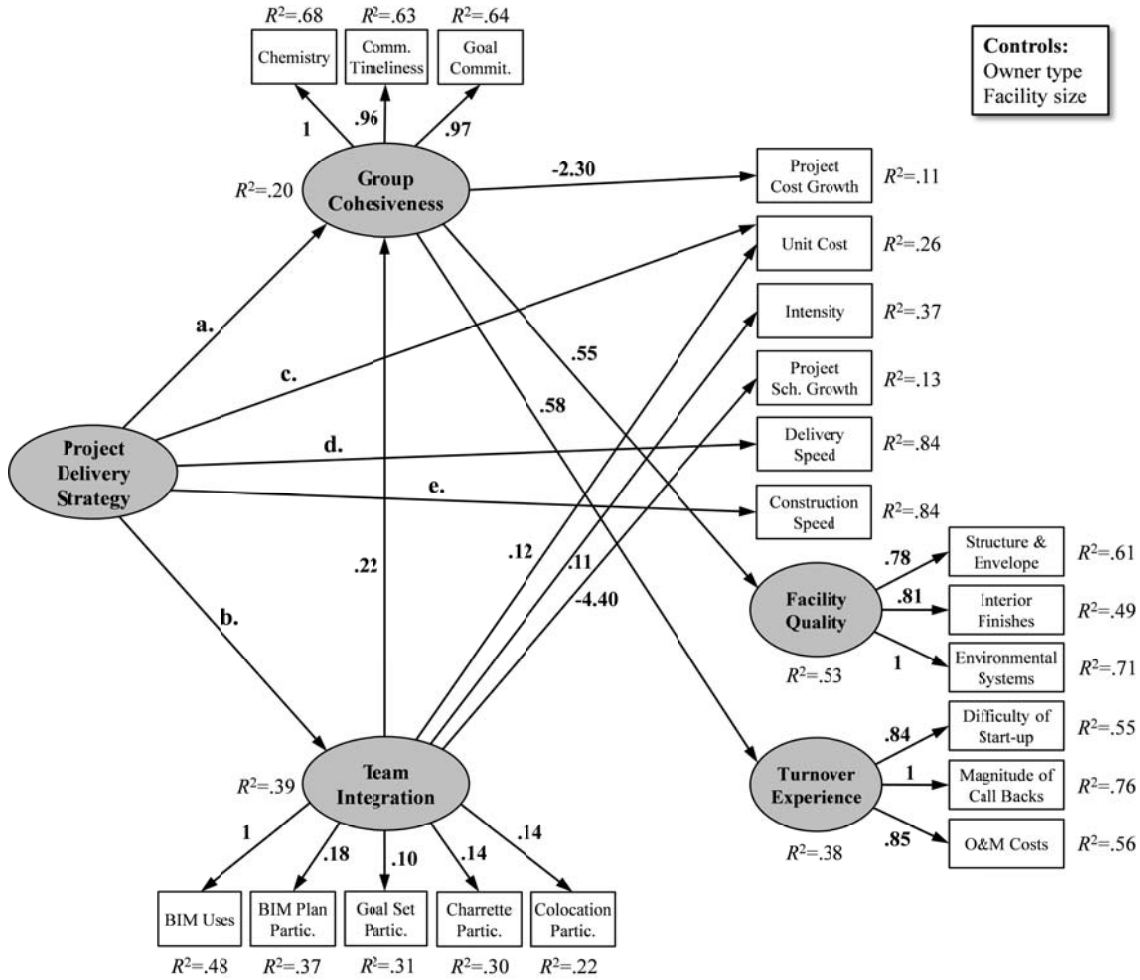 R²=.68
R²=.63
R²=.64
Chemistry
Comm.
Timeliness
Goal
Commit.
Controls:
Owner type
Facility size
1
.96
.97
R²=.20
Group
Cohesiveness
-2.30
Project
Cost Growth
R²=.11
Unit Cost
R²=.26
Intensity
R²=.37
a.
c.
.55
.58
Project
Sch. Growth
R²=.13
Project
Delivery
Strategy
d.
Delivery
Speed
R²=.84
e.
Construction
Speed
R²=.84
.22
.12
.11
-4.40
b.
Facility
Quality
R²=.53
.78
.81
1
Structure &
Envelope
R²=.61
Interior
Finishes
R²=.49
Environmental
Systems
R²=.71
R²=.39
Team
Integration
Turnover
Experience
R²=.38
.84
1
.85
Difficulty of
Start-up
R²=.55
Magnitude of
Call Backs
R²=.76
O&M Costs
R²=.56
1
.18
.10
.14
.14
BIM Uses
BIM Plan
Partic.
Goal Set
Partic.
Charrette
Partic.
Colocation
Partic.
R²=.48
R²=.37
R²=.31
R²=.30
R²=.22